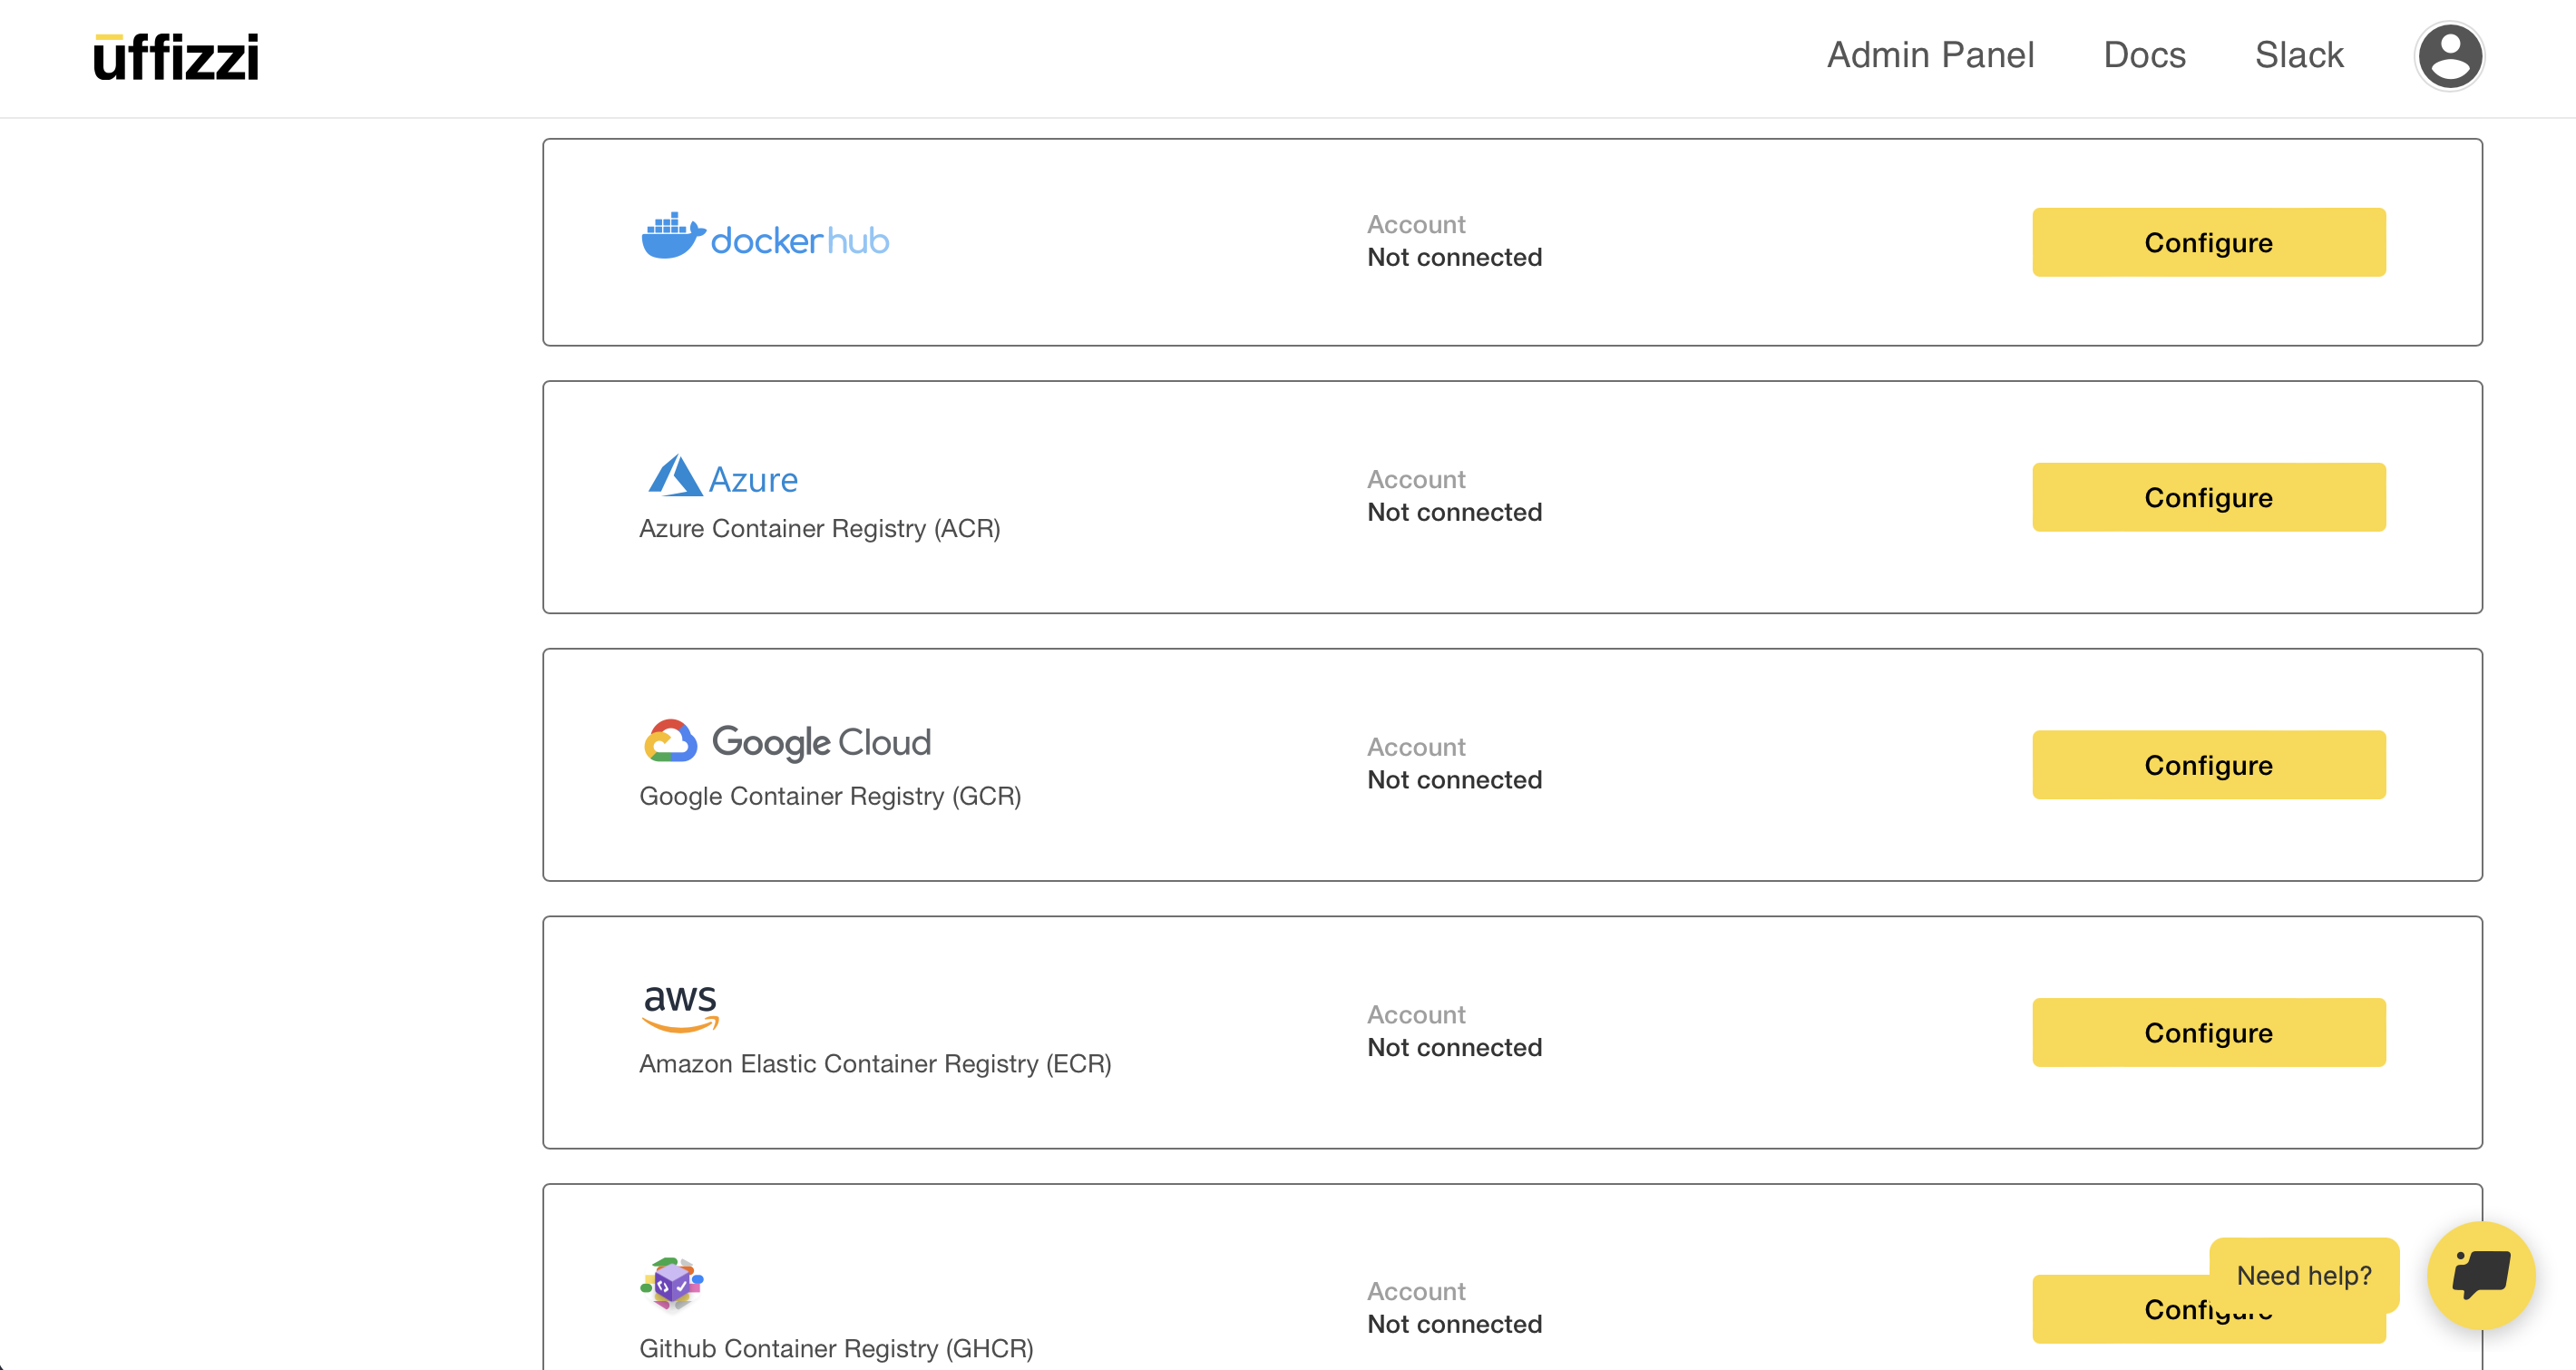 uffizzi
Admin Panel
Docs
Slack
docker hub
Account
Not connected
Configure
Azure
Azure Container Registry (ACR)
Account
Not connected
Configure
Google Cloud
Google Container Registry (GCR)
Account
Not connected
Configure
aws
Amazon Elastic Container Registry (ECR)
Account
Not connected
Configure
Github Container Registry (GHCR)
Account
Not connected
Configure
Need help?